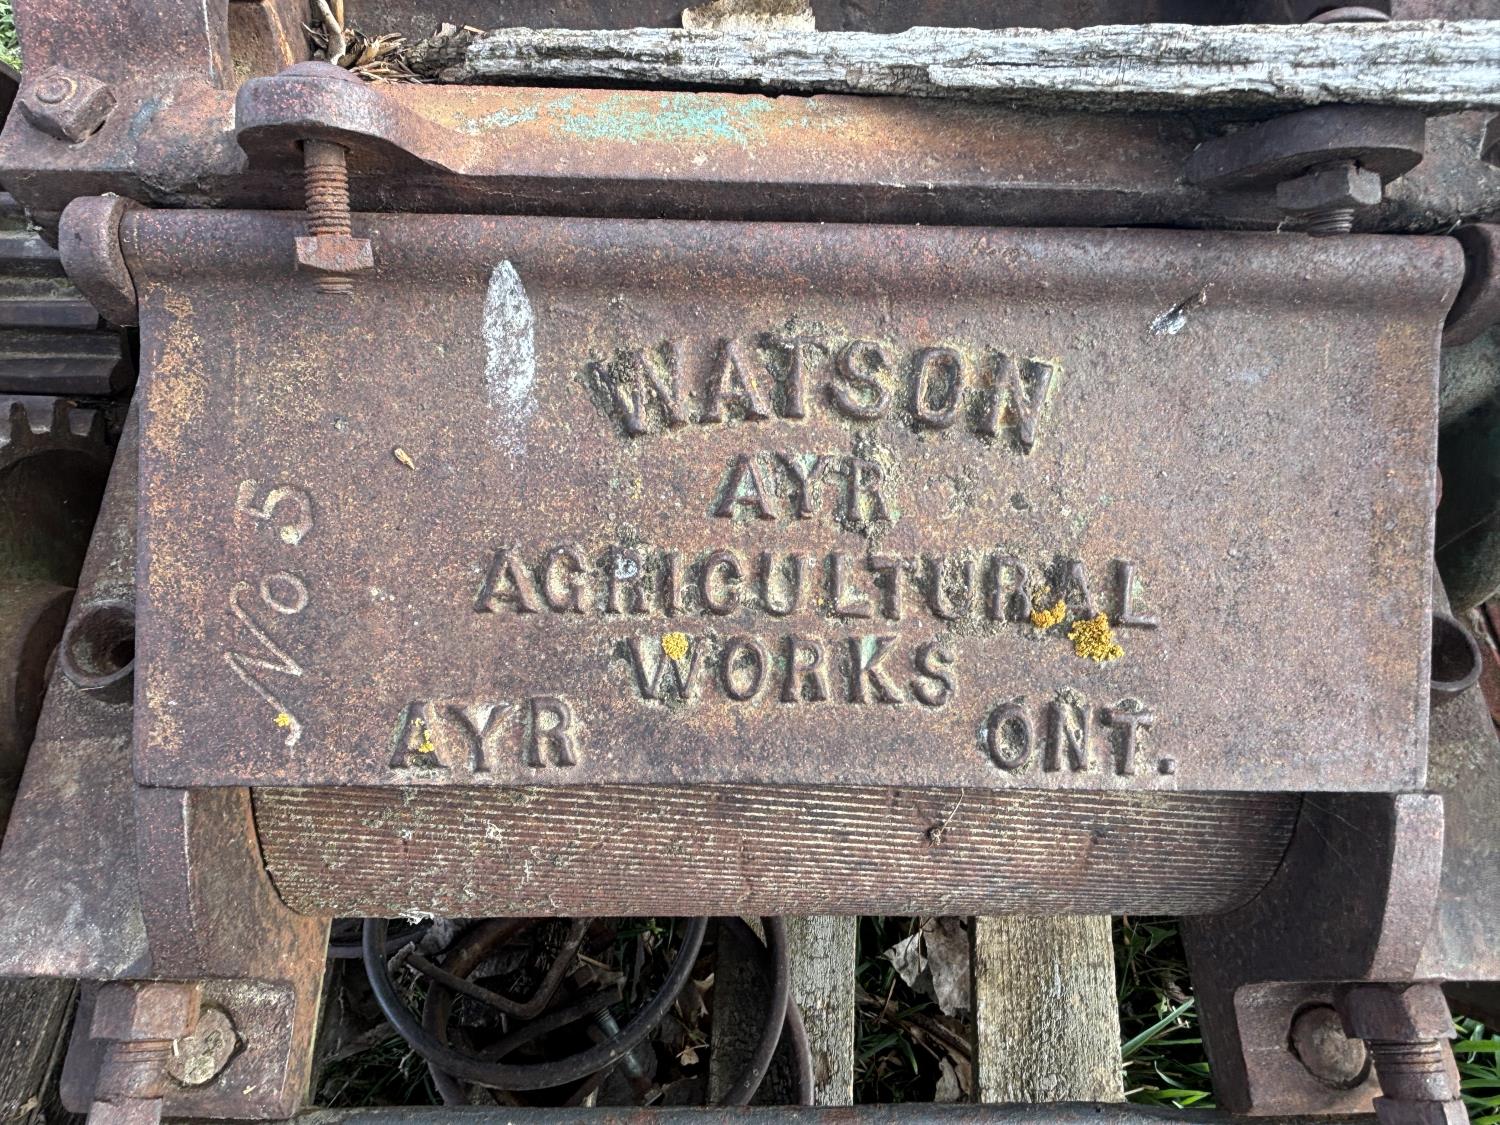 WATSON
AYR
AGRICULTURAL
WORKS
AYR ONT.
No 5